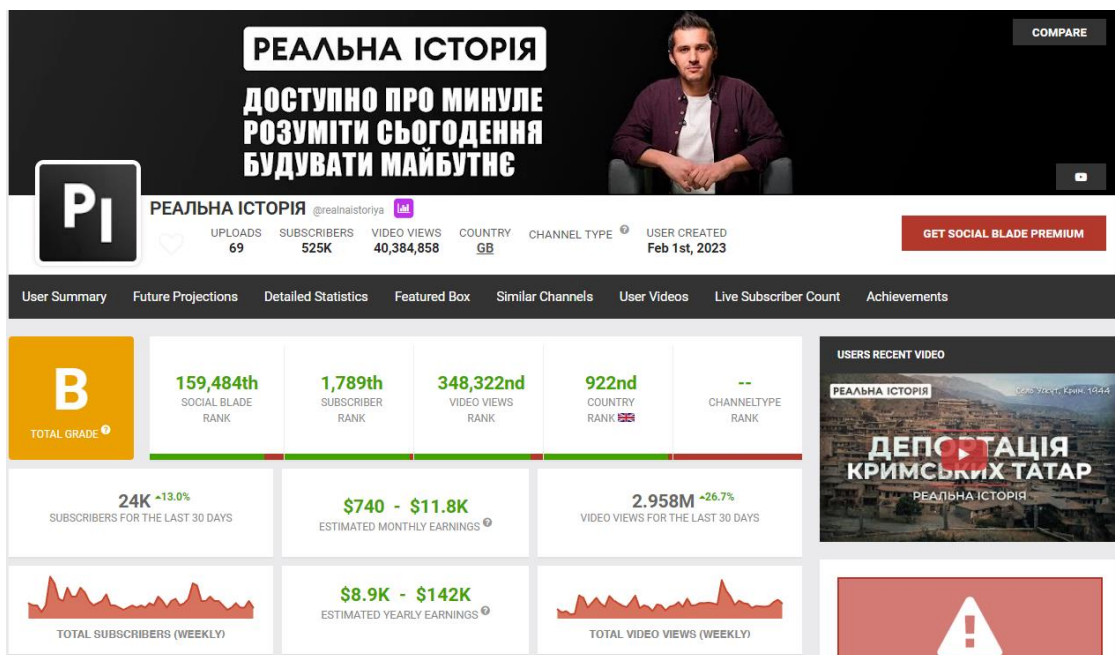 РЕАЛЬНА ІСТОРІЯ
ДОСТУПНО ПРО МИНУЛЕ
РОЗУМІТИ СЬОГОДЕННЯ
БУДУВАТИ МАЙБУТНЄ
COMPARE
РІ
РЕАЛЬНА ІСТОРІЯ @realnaistoriya
UPLOADS
69
SUBSCRIBERS
525K
VIDEO VIEWS
40,384,858
COUNTRY
GB
CHANNEL TYPE ?
USER CREATED
Feb 1st, 2023
GET SOCIAL BLADE PREMIUM
User Summary Future Projections Detailed Statistics Featured Box Similar Channels User Videos Live Subscriber Count Achievements
B
TOTAL GRADE ?
159,484th
SOCIAL BLADE
RANK
1,789th
SUBSCRIBER
RANK
348,322nd
VIDEO VIEWS
RANK
922nd
COUNTRY
RANK
--
CHANNELTYPE
RANK
USERS RECENT VIDEO
РЕАЛЬНА ІСТОРІЯ
Село Ускут, Крим. 1944
ДЕПОРТАЦІЯ
КРИМСЬКИХ ТАТАР
РЕАЛЬНА ІСТОРІЯ
24K 13.0%
SUBSCRIBERS FOR THE LAST 30 DAYS
$740 - $11.8K
ESTIMATED MONTHLY EARNINGS ?
2.958M 26.7%
VIDEO VIEWS FOR THE LAST 30 DAYS
TOTAL SUBSCRIBERS (WEEKLY)
$8.9K - $142K
ESTIMATED YEARLY EARNINGS ?
TOTAL VIDEO VIEWS (WEEKLY)